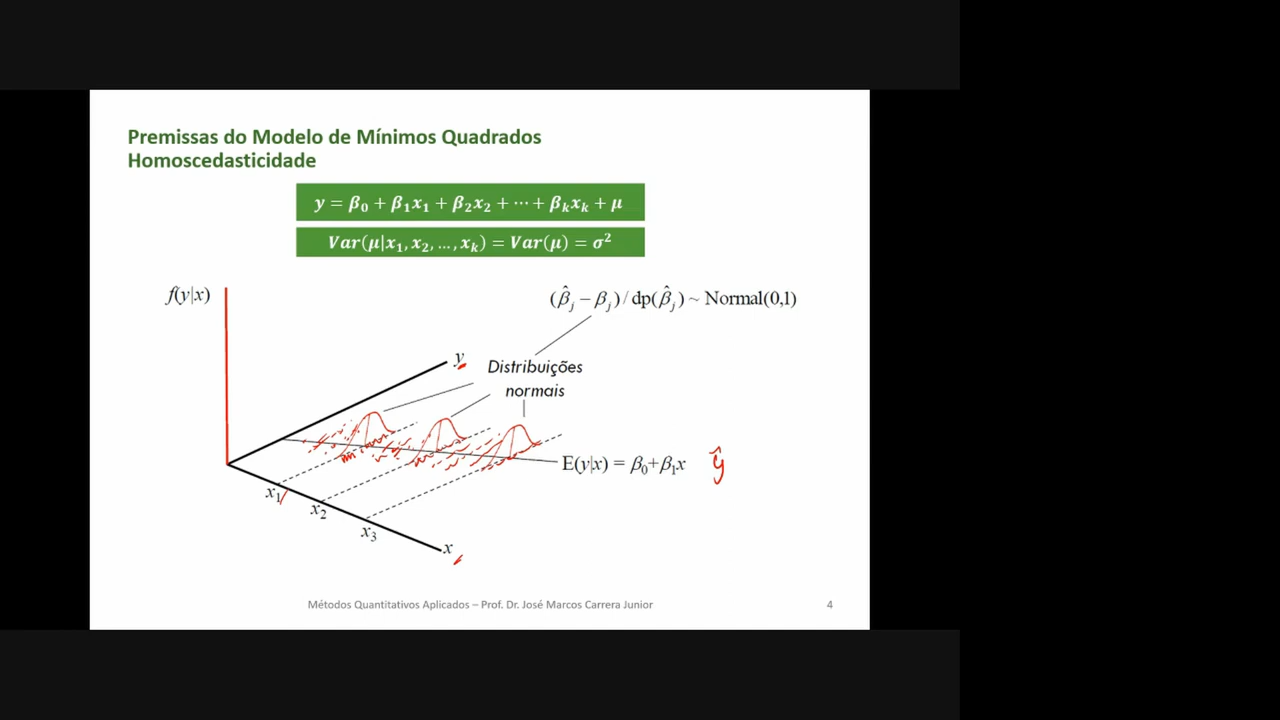 Premissas do Modelo de Mínimos Quadrados
Homoscedasticidade
y = β₀ + β₁x₁ + β₂x₂ + ⋯ + βₖxₖ + μ
Var(μ|x₁, x₂, …, xₖ) = Var(μ) = σ²
f(y|x)
(β̂ⱼ − βⱼ) / dp(β̂ⱼ) ~ Normal(0,1)
y
Distribuições
normais
E(y|x) = β₀+β₁x
ŷ
x₁
x₂
x₃
x
Métodos Quantitativos Aplicados – Prof. Dr. José Marcos Carrera Junior
4